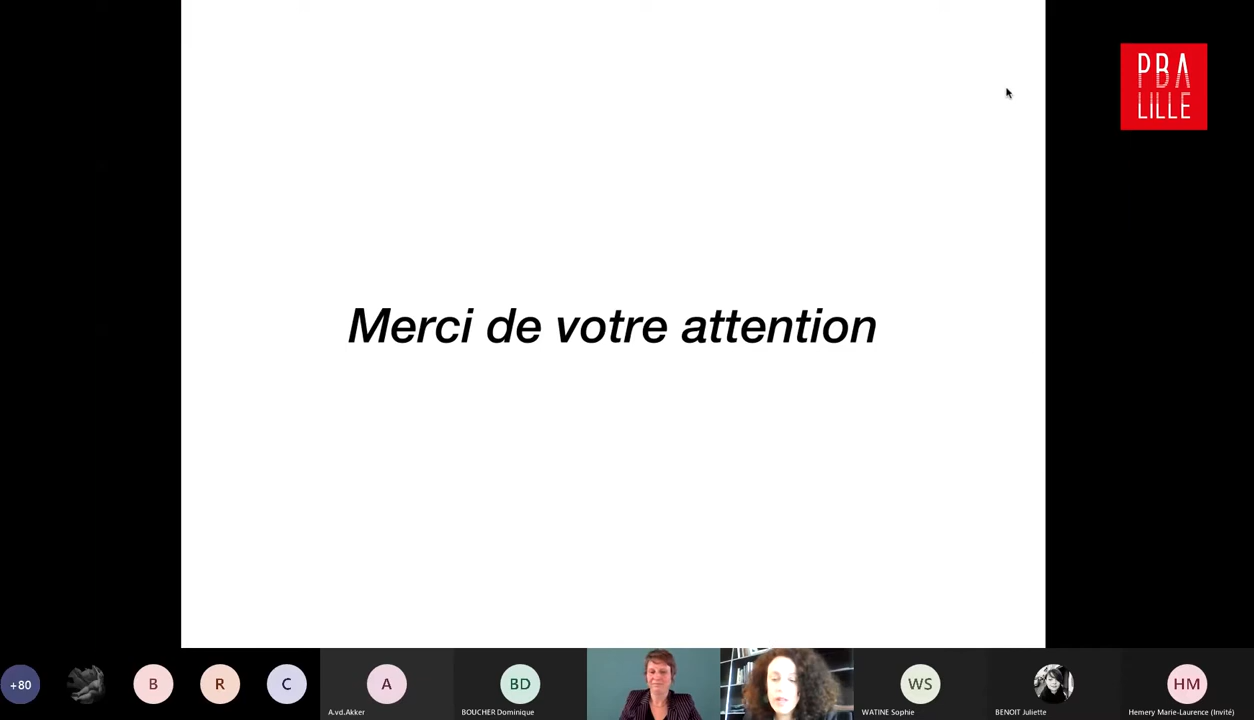 PBA
LILLE
Merci de votre attention
+80
B
R
C
A
A.vd.Akker
BD
BOUCHER Dominique
WS
WATINE Sophie
BENOIT Juliette
HM
Hemery Marie-Laurence (Invité)